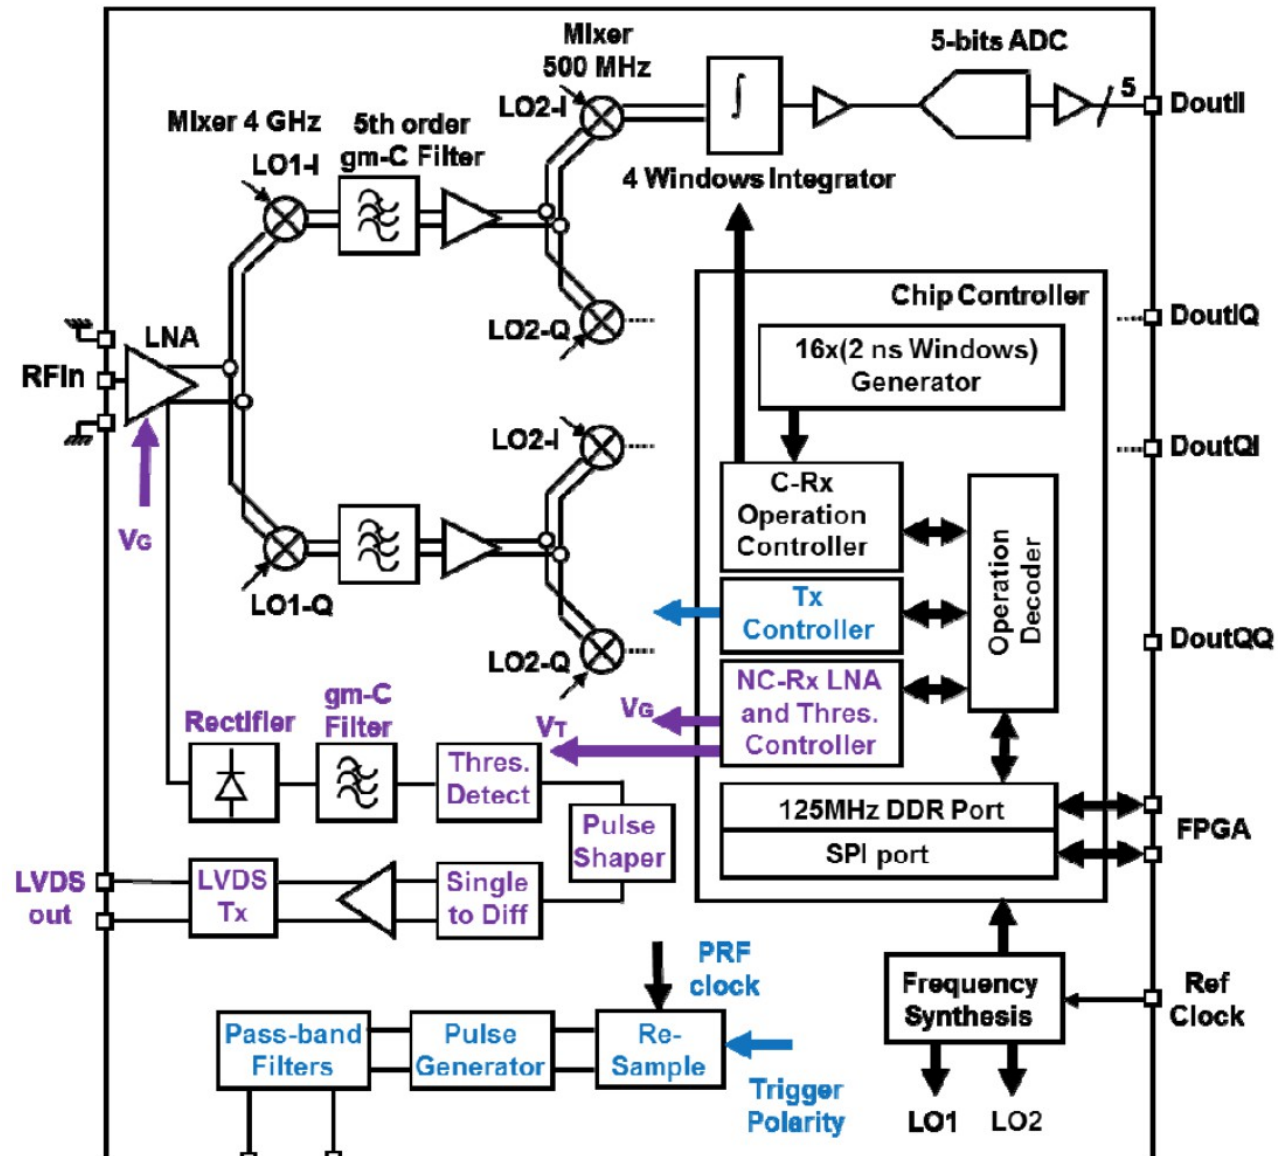 Mixer
500 MHz
5-bits ADC
LO2-I
5
DoutII
Mixer 4 GHz
5th order
gm-C Filter
LO1-I
∫
4 Windows Integrator
Chip Controller
LO2-Q
DoutIQ
LNA
16x(2 ns Windows)
Generator
RFin
LO2-I
DoutQI
VG
C-Rx
Operation
Controller
Operation
Decoder
LO1-Q
Tx
Controller
DoutQQ
LO2-Q
NC-Rx LNA
and Thres.
Controller
VG
VT
Rectifier
gm-C
Filter
Thres.
Detect
125MHz DDR Port
FPGA
SPI port
Pulse
Shaper
LVDS
out
LVDS
Tx
Single
to Diff
PRF
clock
Frequency
Synthesis
Ref
Clock
Pass-band
Filters
Pulse
Generator
Re-
Sample
Trigger
Polarity
LO1
LO2